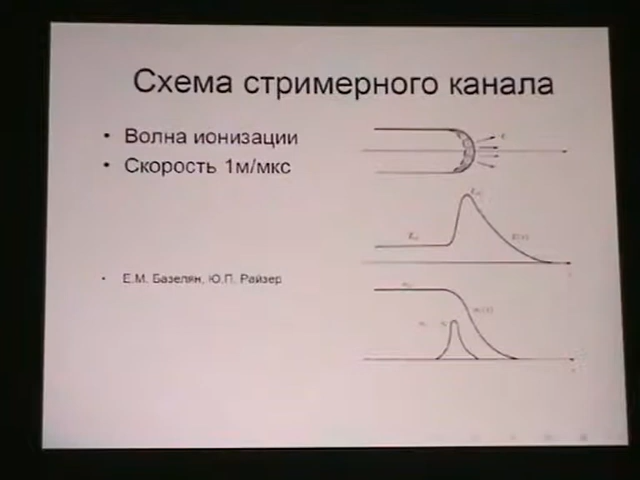 Схема стримерного канала
• Волна ионизации
• Скорость 1м/мкс
• Е.М. Базелян, Ю.П. Райзер